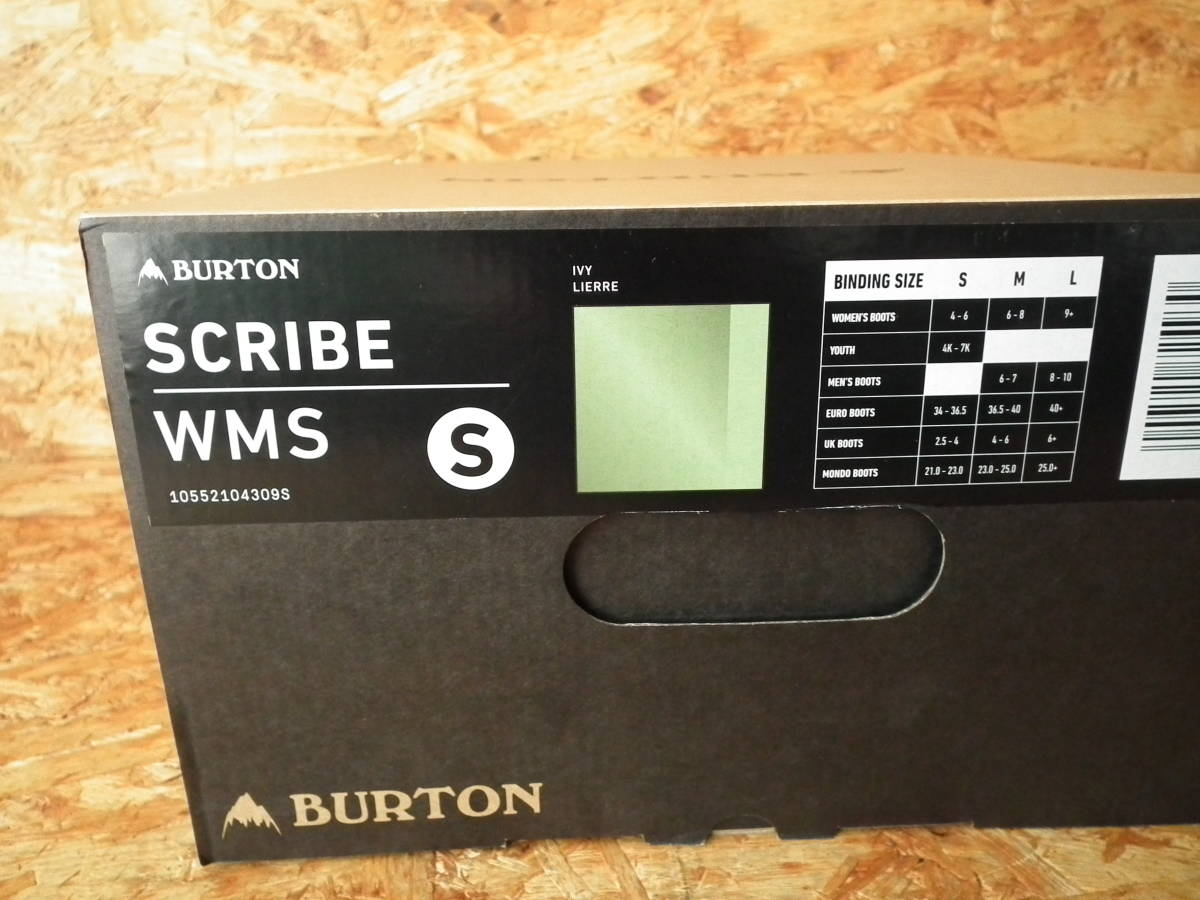 BURTON
SCRIBE
WMS
S
10552104309S
IVY
LIERRE
BINDING SIZE S M L
WOMEN'S BOOTS 4 - 6 6 - 8 9+
YOUTH 4K - 7K
MEN'S BOOTS 6 - 7 8 - 10
EURO BOOTS 34 - 36.5 36.5 - 40 40+
UK BOOTS 2.5 - 4 4 - 6 6+
MONDO BOOTS 21.0 - 23.0 23.0 - 25.0 25.0+
BURTON